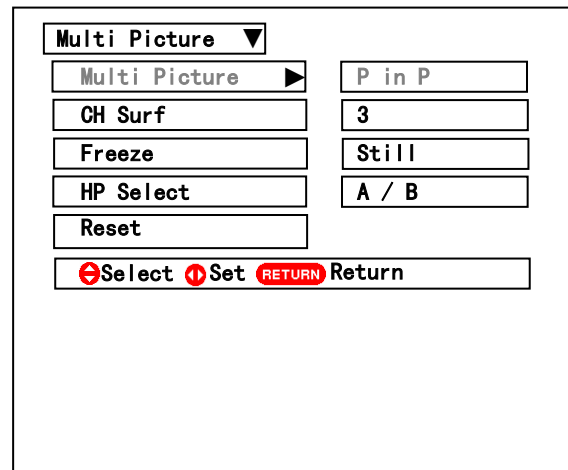 Multi Picture ▼
Multi Picture ▶ P in P
CH Surf 3
Freeze Still
HP Select A / B
Reset
Select Set RETURN Return